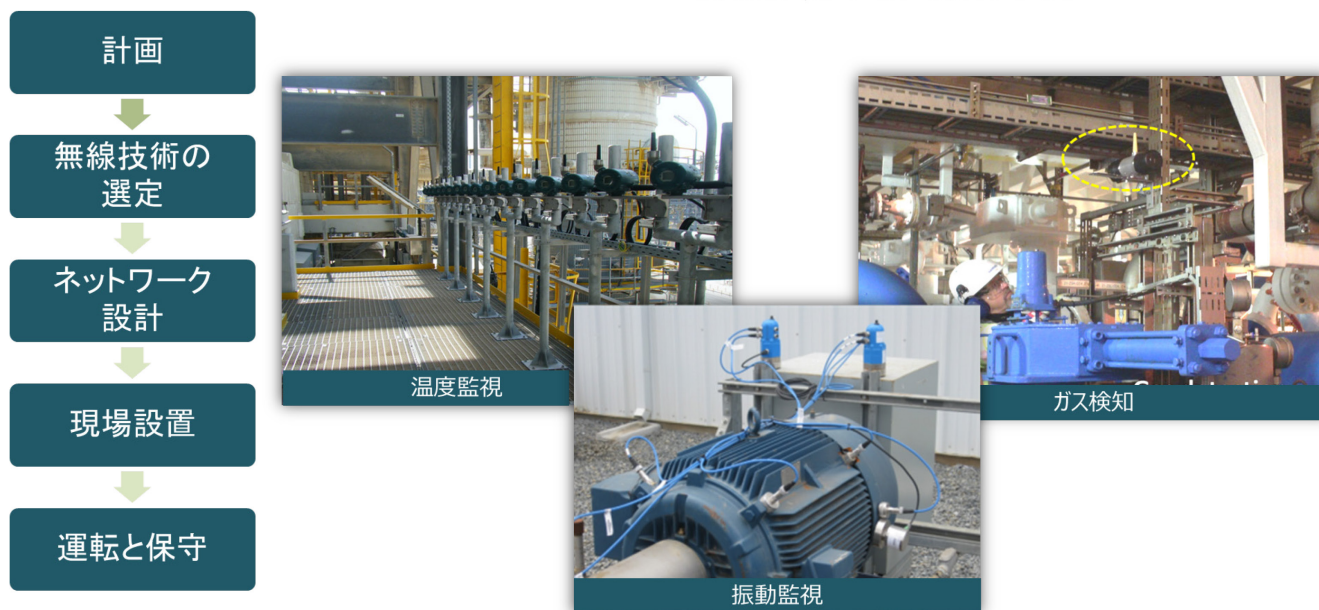 計画
無線技術の
選定
ネットワーク
設計
現場設置
運転と保守
温度監視
ガス検知
振動監視